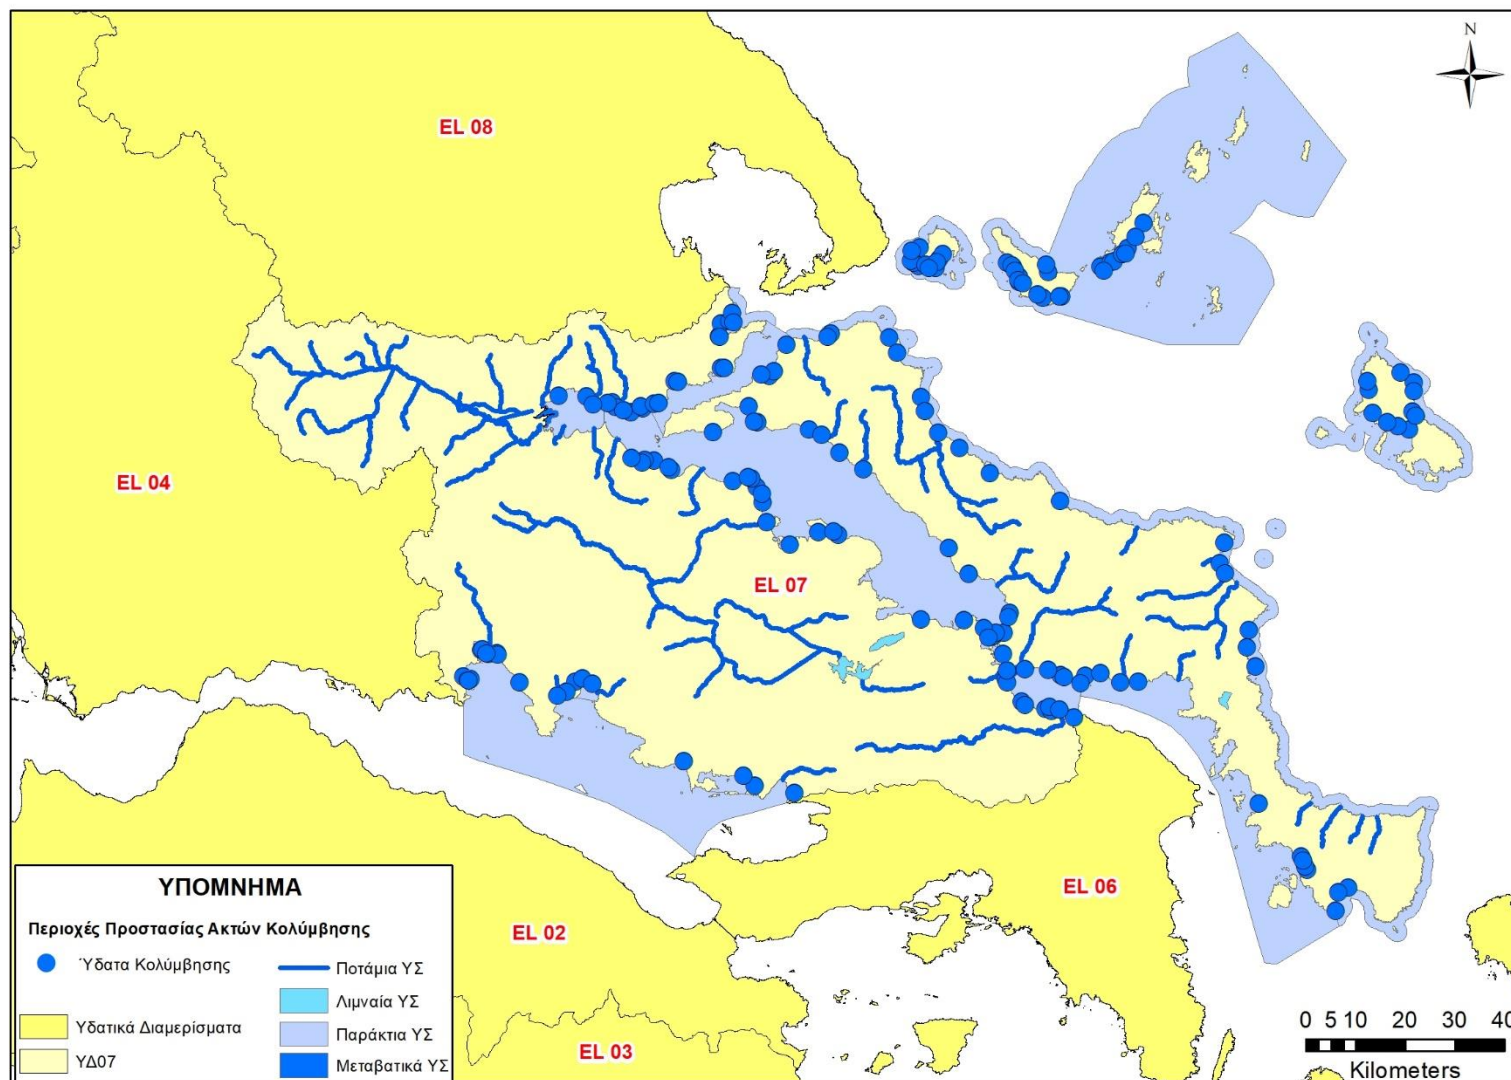 N
EL 08
EL 04
EL 07
EL 06
EL 02
EL 03
ΥΠΟΜΝΗΜΑ
Περιοχές Προστασίας Ακτών Κολύμβησης
Ύδατα Κολύμβησης
Ποτάμια ΥΣ
Λιμναία ΥΣ
Υδατικά Διαμερίσματα
Παράκτια ΥΣ
ΥΔ07
Μεταβατικά ΥΣ
0 5 10 20 30 40
Kilometers